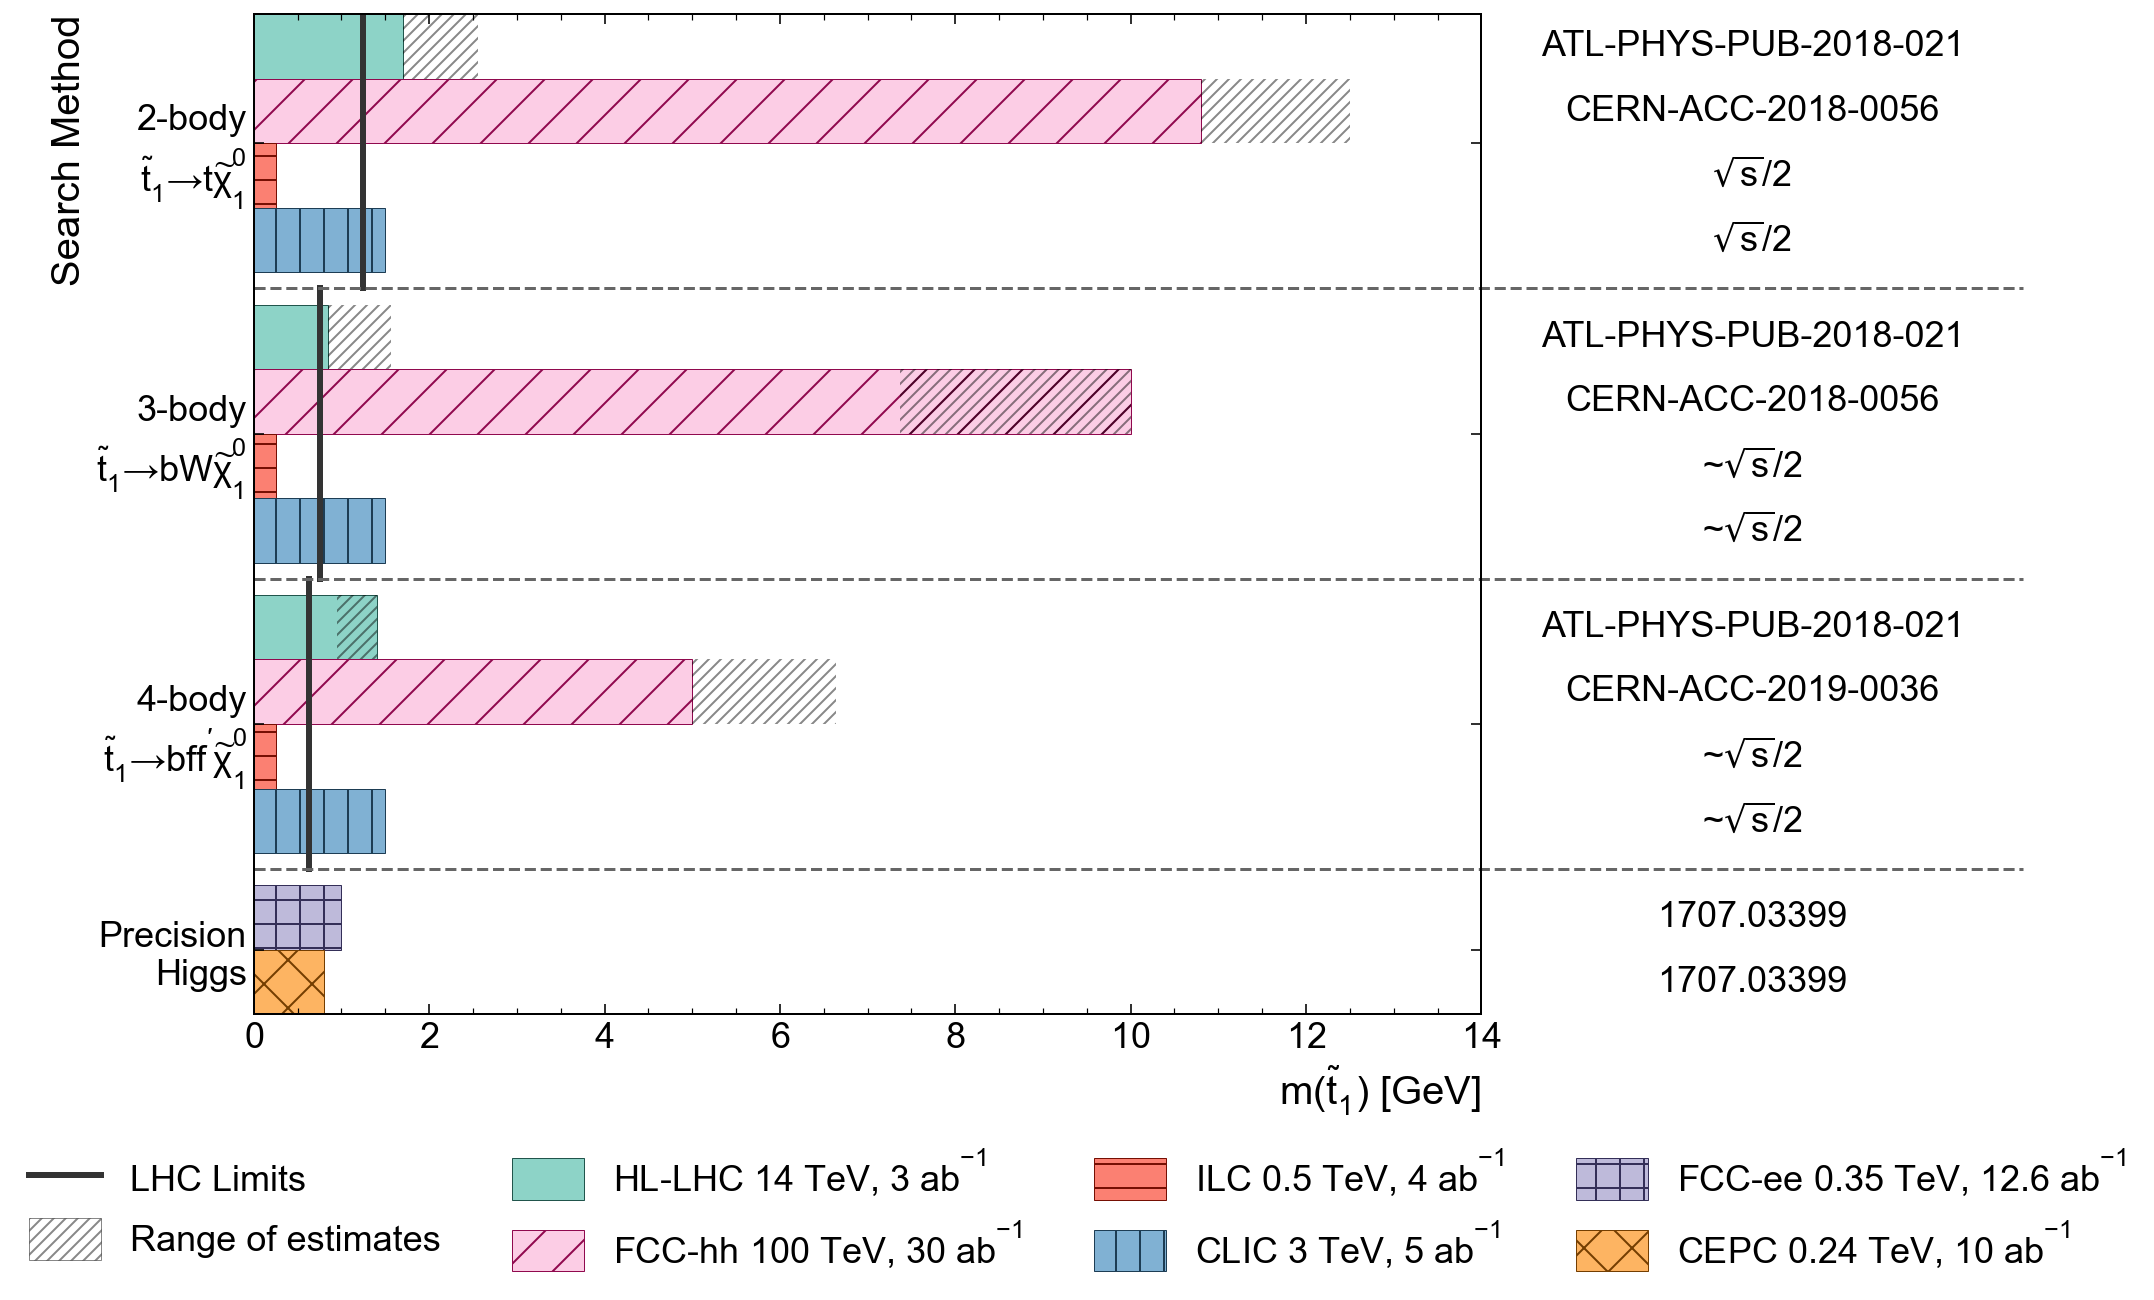 Search Method
2-body
t̃₁→tχ̃₁⁰
ATL-PHYS-PUB-2018-021
CERN-ACC-2018-0056
√s/2
√s/2
3-body
t̃₁→bWχ̃₁⁰
ATL-PHYS-PUB-2018-021
CERN-ACC-2018-0056
~√s/2
~√s/2
4-body
t̃₁→bff′χ̃₁⁰
ATL-PHYS-PUB-2018-021
CERN-ACC-2019-0036
~√s/2
~√s/2
Precision
Higgs
1707.03399
1707.03399
0 2 4 6 8 10 12 14
m(t̃₁) [GeV]
LHC Limits
Range of estimates
HL-LHC 14 TeV, 3 ab⁻¹
FCC-hh 100 TeV, 30 ab⁻¹
ILC 0.5 TeV, 4 ab⁻¹
CLIC 3 TeV, 5 ab⁻¹
FCC-ee 0.35 TeV, 12.6 ab⁻¹
CEPC 0.24 TeV, 10 ab⁻¹